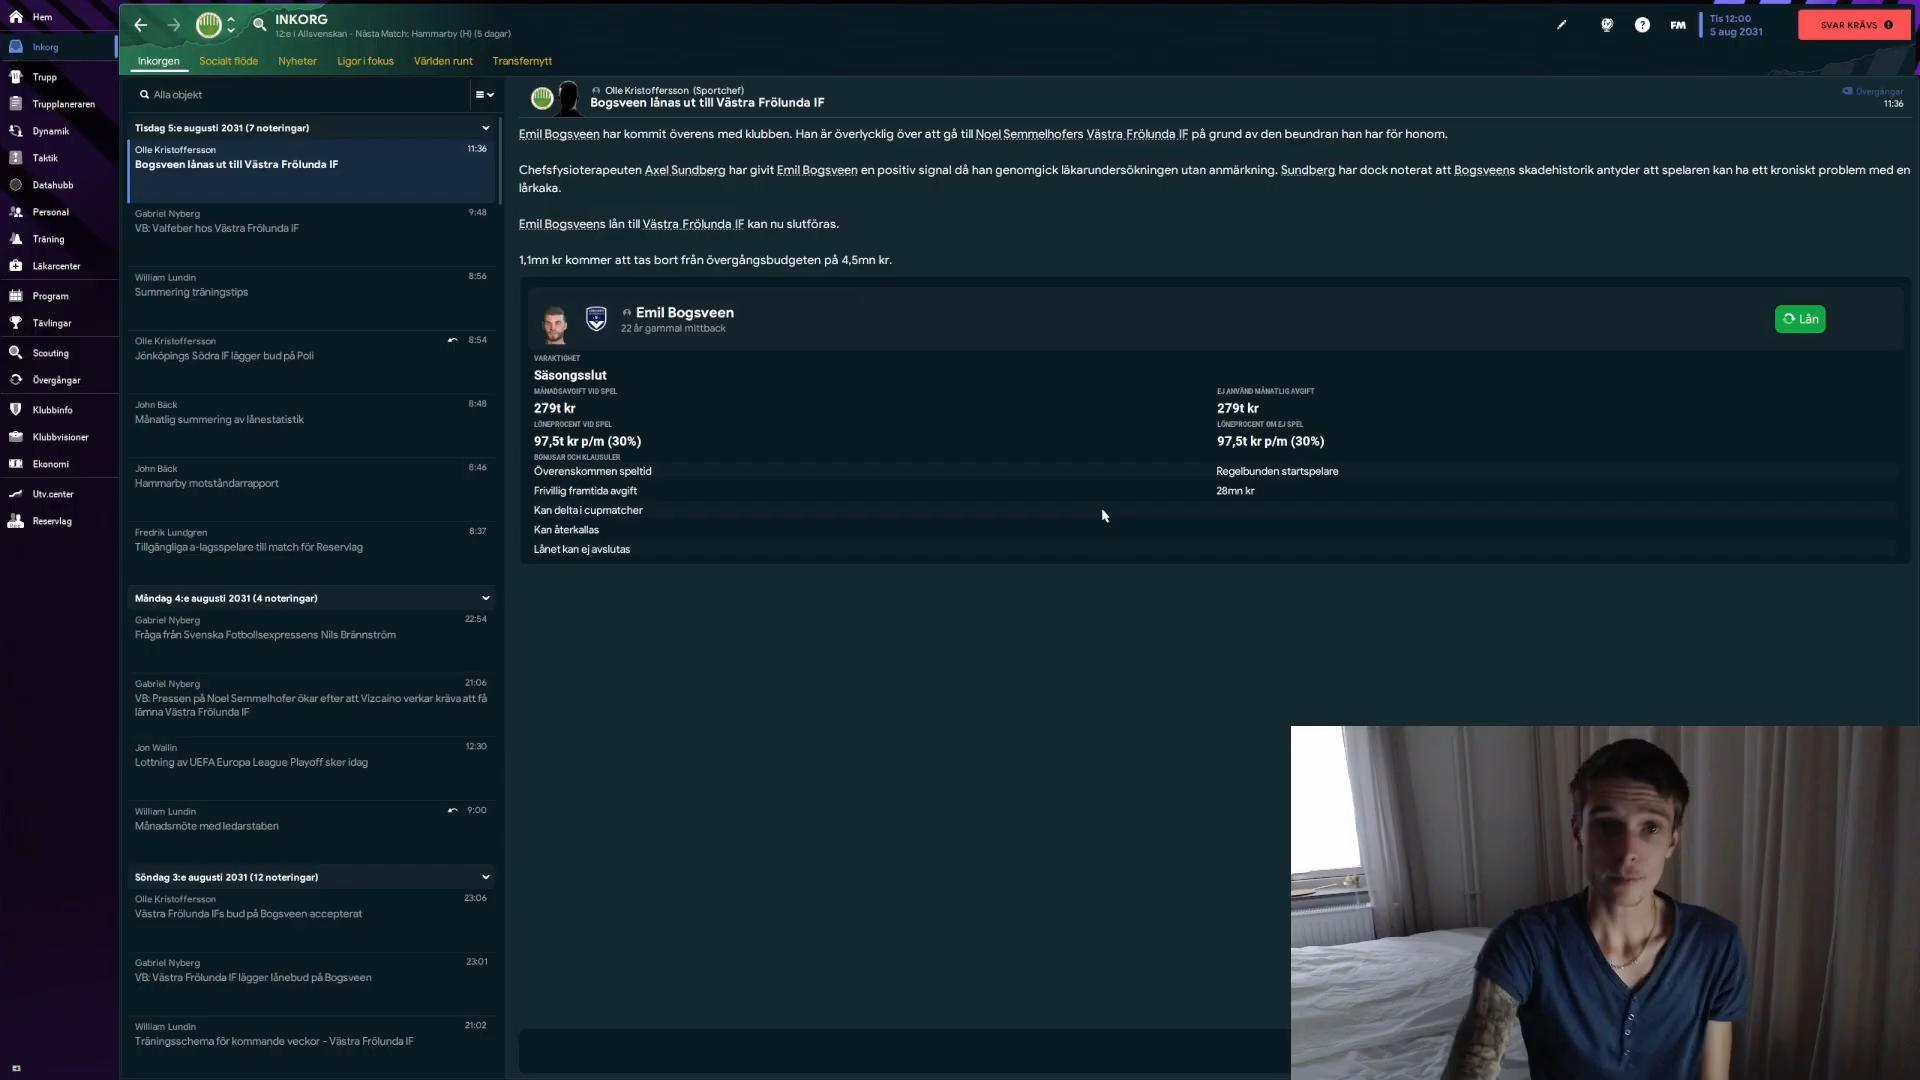 Hem
Inkorg
Trupp
Trupplaneraren
Dynamik
Taktik
Datahubb
Personal
Träning
Läkarcenter
Program
Tävlingar
Scouting
Övergångar
Klubbinfo
Klubbvisioner
Ekonomi
Utv.center
Reservlag
INKORG
12:e i Allsvenskan - Nästa Match: Hammarby (H) (5 dagar)
FM
Tis 12:00
5 aug 2031
SVAR KRÄVS
Inkorgen Socialt flöde Nyheter Ligor i fokus Världen runt Transfernytt
Alla objekt
Tisdag 5:e augusti 2031 (7 noteringar)
Olle Kristoffersson 11:36
Bogsveen lånas ut till Västra Frölunda IF
Gabriel Nyberg 9:48
VB: Valfeber hos Västra Frölunda IF
William Lundin 8:56
Summering träningstips
Olle Kristoffersson 8:54
Jönköpings Södra IF lägger bud på Poli
John Bäck 8:48
Månatlig summering av lånestatistik
John Bäck 8:46
Hammarby motståndarrapport
Fredrik Lundgren 8:37
Tillgängliga a-lagsspelare till match för Reservlag
Måndag 4:e augusti 2031 (4 noteringar)
Gabriel Nyberg 22:54
Fråga från Svenska Fotbollsexpressens Nils Brännström
Gabriel Nyberg 21:06
VB: Pressen på Noel Semmelhofer ökar efter att Vizcaino verkar kräva att få
lämna Västra Frölunda IF
Jon Wallin 12:30
Lottning av UEFA Europa League Playoff sker idag
William Lundin 9:00
Månadsmöte med ledarstaben
Söndag 3:e augusti 2031 (12 noteringar)
Olle Kristoffersson 23:06
Västra Frölunda IFs bud på Bogsveen accepterat
Gabriel Nyberg 23:01
VB: Västra Frölunda IF lägger lånebud på Bogsveen
William Lundin 21:02
Träningsschema för kommande veckor - Västra Frölunda IF
Olle Kristoffersson (Sportchef)
Bogsveen lånas ut till Västra Frölunda IF
Övergångar
11:36
Emil Bogsveen har kommit överens med klubben. Han är överlycklig över att gå till Noel Semmelhofers Västra Frölunda IF på grund av den beundran han har för honom.
Chefsfysioterapeuten Axel Sundberg har givit Emil Bogsveen en positiv signal då han genomgick läkarundersökningen utan anmärkning. Sundberg har dock noterat att Bogsveens skadehistorik antyder att spelaren kan ha ett kroniskt problem med en
lårkaka.
Emil Bogsveens lån till Västra Frölunda IF kan nu slutföras.
1,1mn kr kommer att tas bort från övergångsbudgeten på 4,5mn kr.
Emil Bogsveen
22 år gammal mittback
Lån
VARAKTIGHET
Säsongsslut
MÅNADSAVGIFT VID SPEL EJ ANVÄND MÅNATLIG AVGIFT
279t kr 279t kr
LÖNEPROCENT VID SPEL LÖNEPROCENT OM EJ SPEL
97,5t kr p/m (30%) 97,5t kr p/m (30%)
BONUSAR OCH KLAUSULER
Överenskommen speltid Regelbunden startspelare
Frivillig framtida avgift 28mn kr
Kan delta i cupmatcher
Kan återkallas
Lånet kan ej avslutas